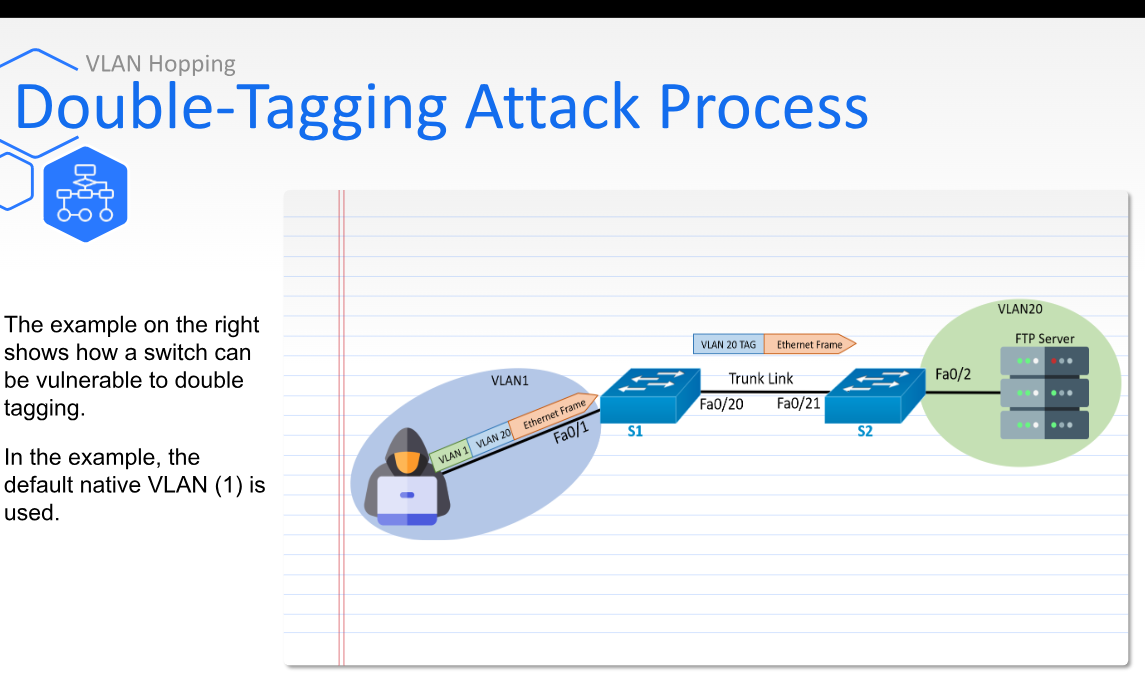 VLAN Hopping
Double-Tagging Attack Process
The example on the right
shows how a switch can
be vulnerable to double
tagging.
In the example, the
default native VLAN (1) is
used.
VLAN1
VLAN 1 VLAN 20 Ethernet Frame
Fa0/1
S1
VLAN 20 TAG Ethernet Frame
Trunk Link
Fa0/20 Fa0/21
S2
Fa0/2
VLAN20
FTP Server